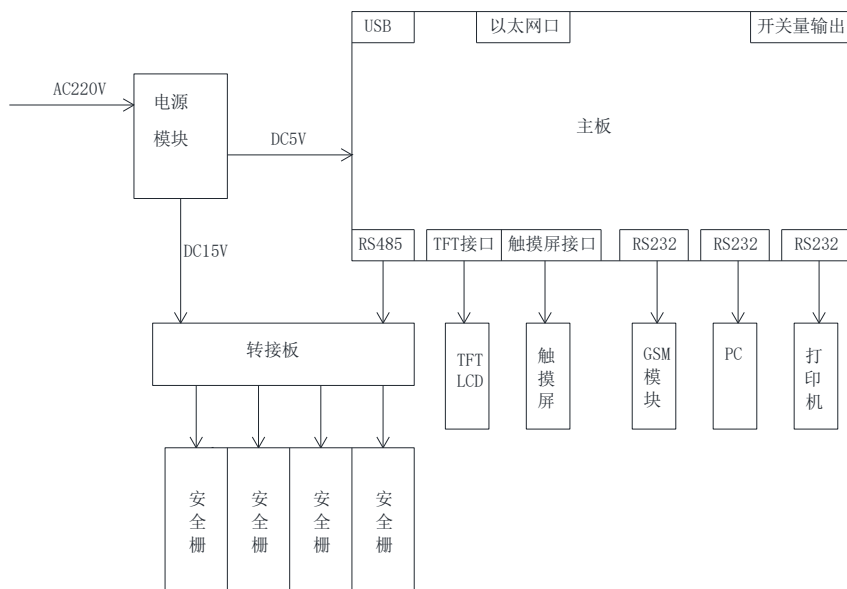 USB
以太网口
开关量输出
AC220V
电源
模块
DC5V
主板
RS485
TFT接口
触摸屏接口
RS232
RS232
RS232
DC15V
转接板
TFT
LCD
触
摸
屏
GSM
模
块
PC
打
印
机
安
全
栅
安
全
栅
安
全
栅
安
全
栅